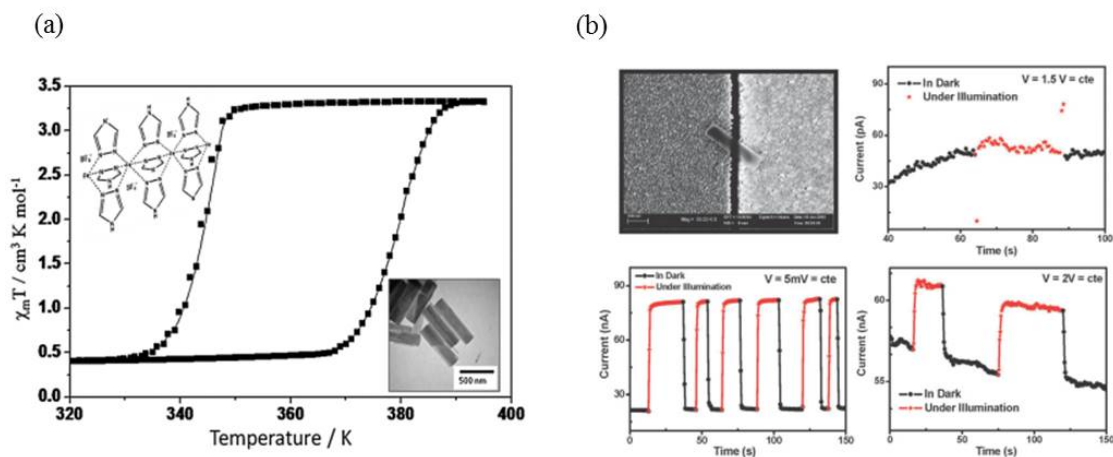 (a)
(b)
3.5
3.0
2.5
2.0
1.5
1.0
0.5
0.0
χmT / cm³ K mol⁻¹
500 nm
320
340
360
380
400
Temperature / K
In Dark
Under Illumination
V = 1.5 V = cte
90
60
30
Current (pA)
40
60
80
100
Time (s)
In Dark
Under Illumination
V = 5mV = cte
90
60
30
Current (nA)
0
50
100
150
Time (s)
V = 2V = cte
60
55
Current (nA)
In Dark
Under Illumination
0
50
100
150
Time (s)